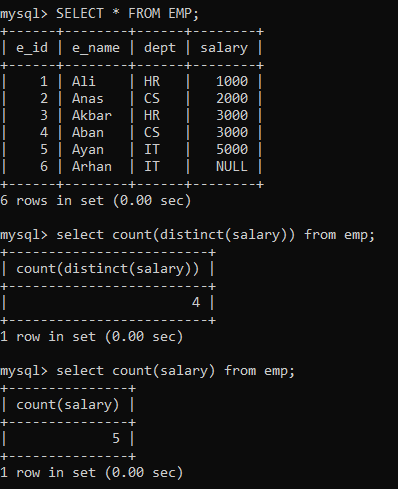 mysql> SELECT * FROM EMP;
+------+--------+------+--------+
| e_id | e_name | dept | salary |
+------+--------+------+--------+
|    1 | Ali    | HR   |   1000 |
|    2 | Anas   | CS   |   2000 |
|    3 | Akbar  | HR   |   3000 |
|    4 | Aban   | CS   |   3000 |
|    5 | Ayan   | IT   |   5000 |
|    6 | Arhan  | IT   |   NULL |
+------+--------+------+--------+
6 rows in set (0.00 sec)

mysql> select count(distinct(salary)) from emp;
+-------------------------+
| count(distinct(salary)) |
+-------------------------+
|                       4 |
+-------------------------+
1 row in set (0.00 sec)

mysql> select count(salary) from emp;
+---------------+
| count(salary) |
+---------------+
|             5 |
+---------------+
1 row in set (0.00 sec)